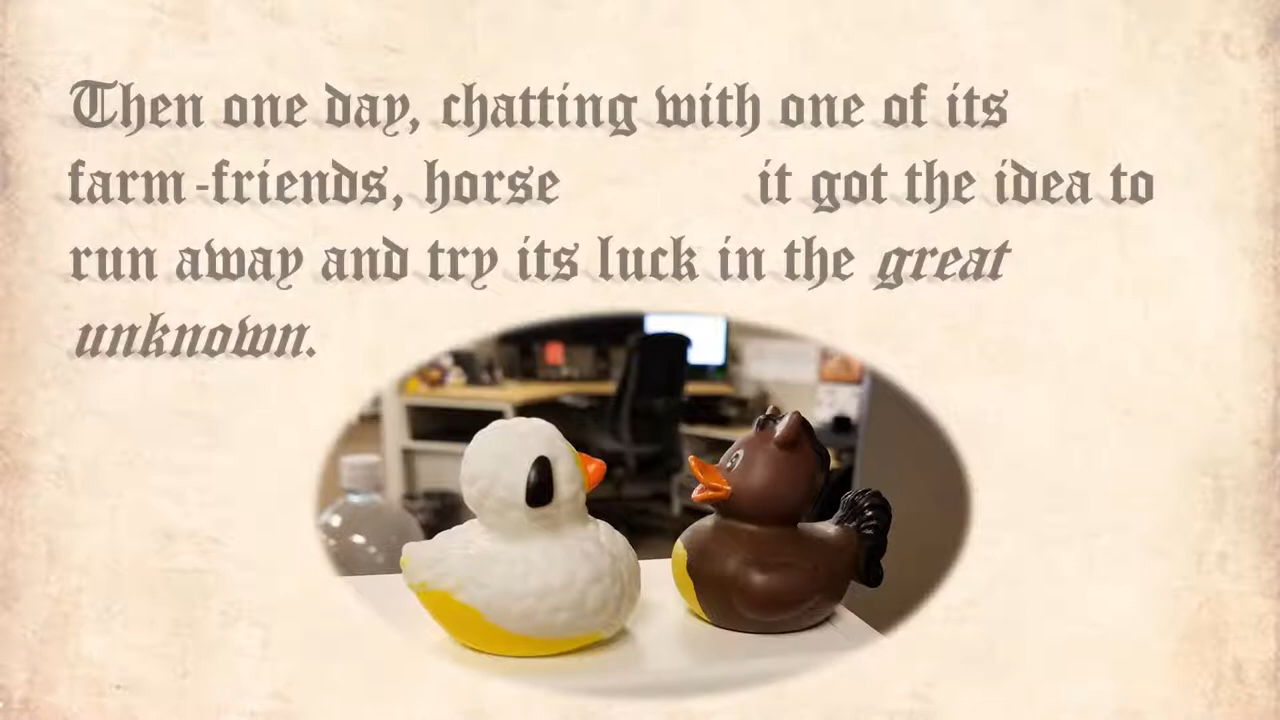 Then one day, chatting with one of its
farm-friends, horse it got the idea to
run away and try its luck in the great
unknown.